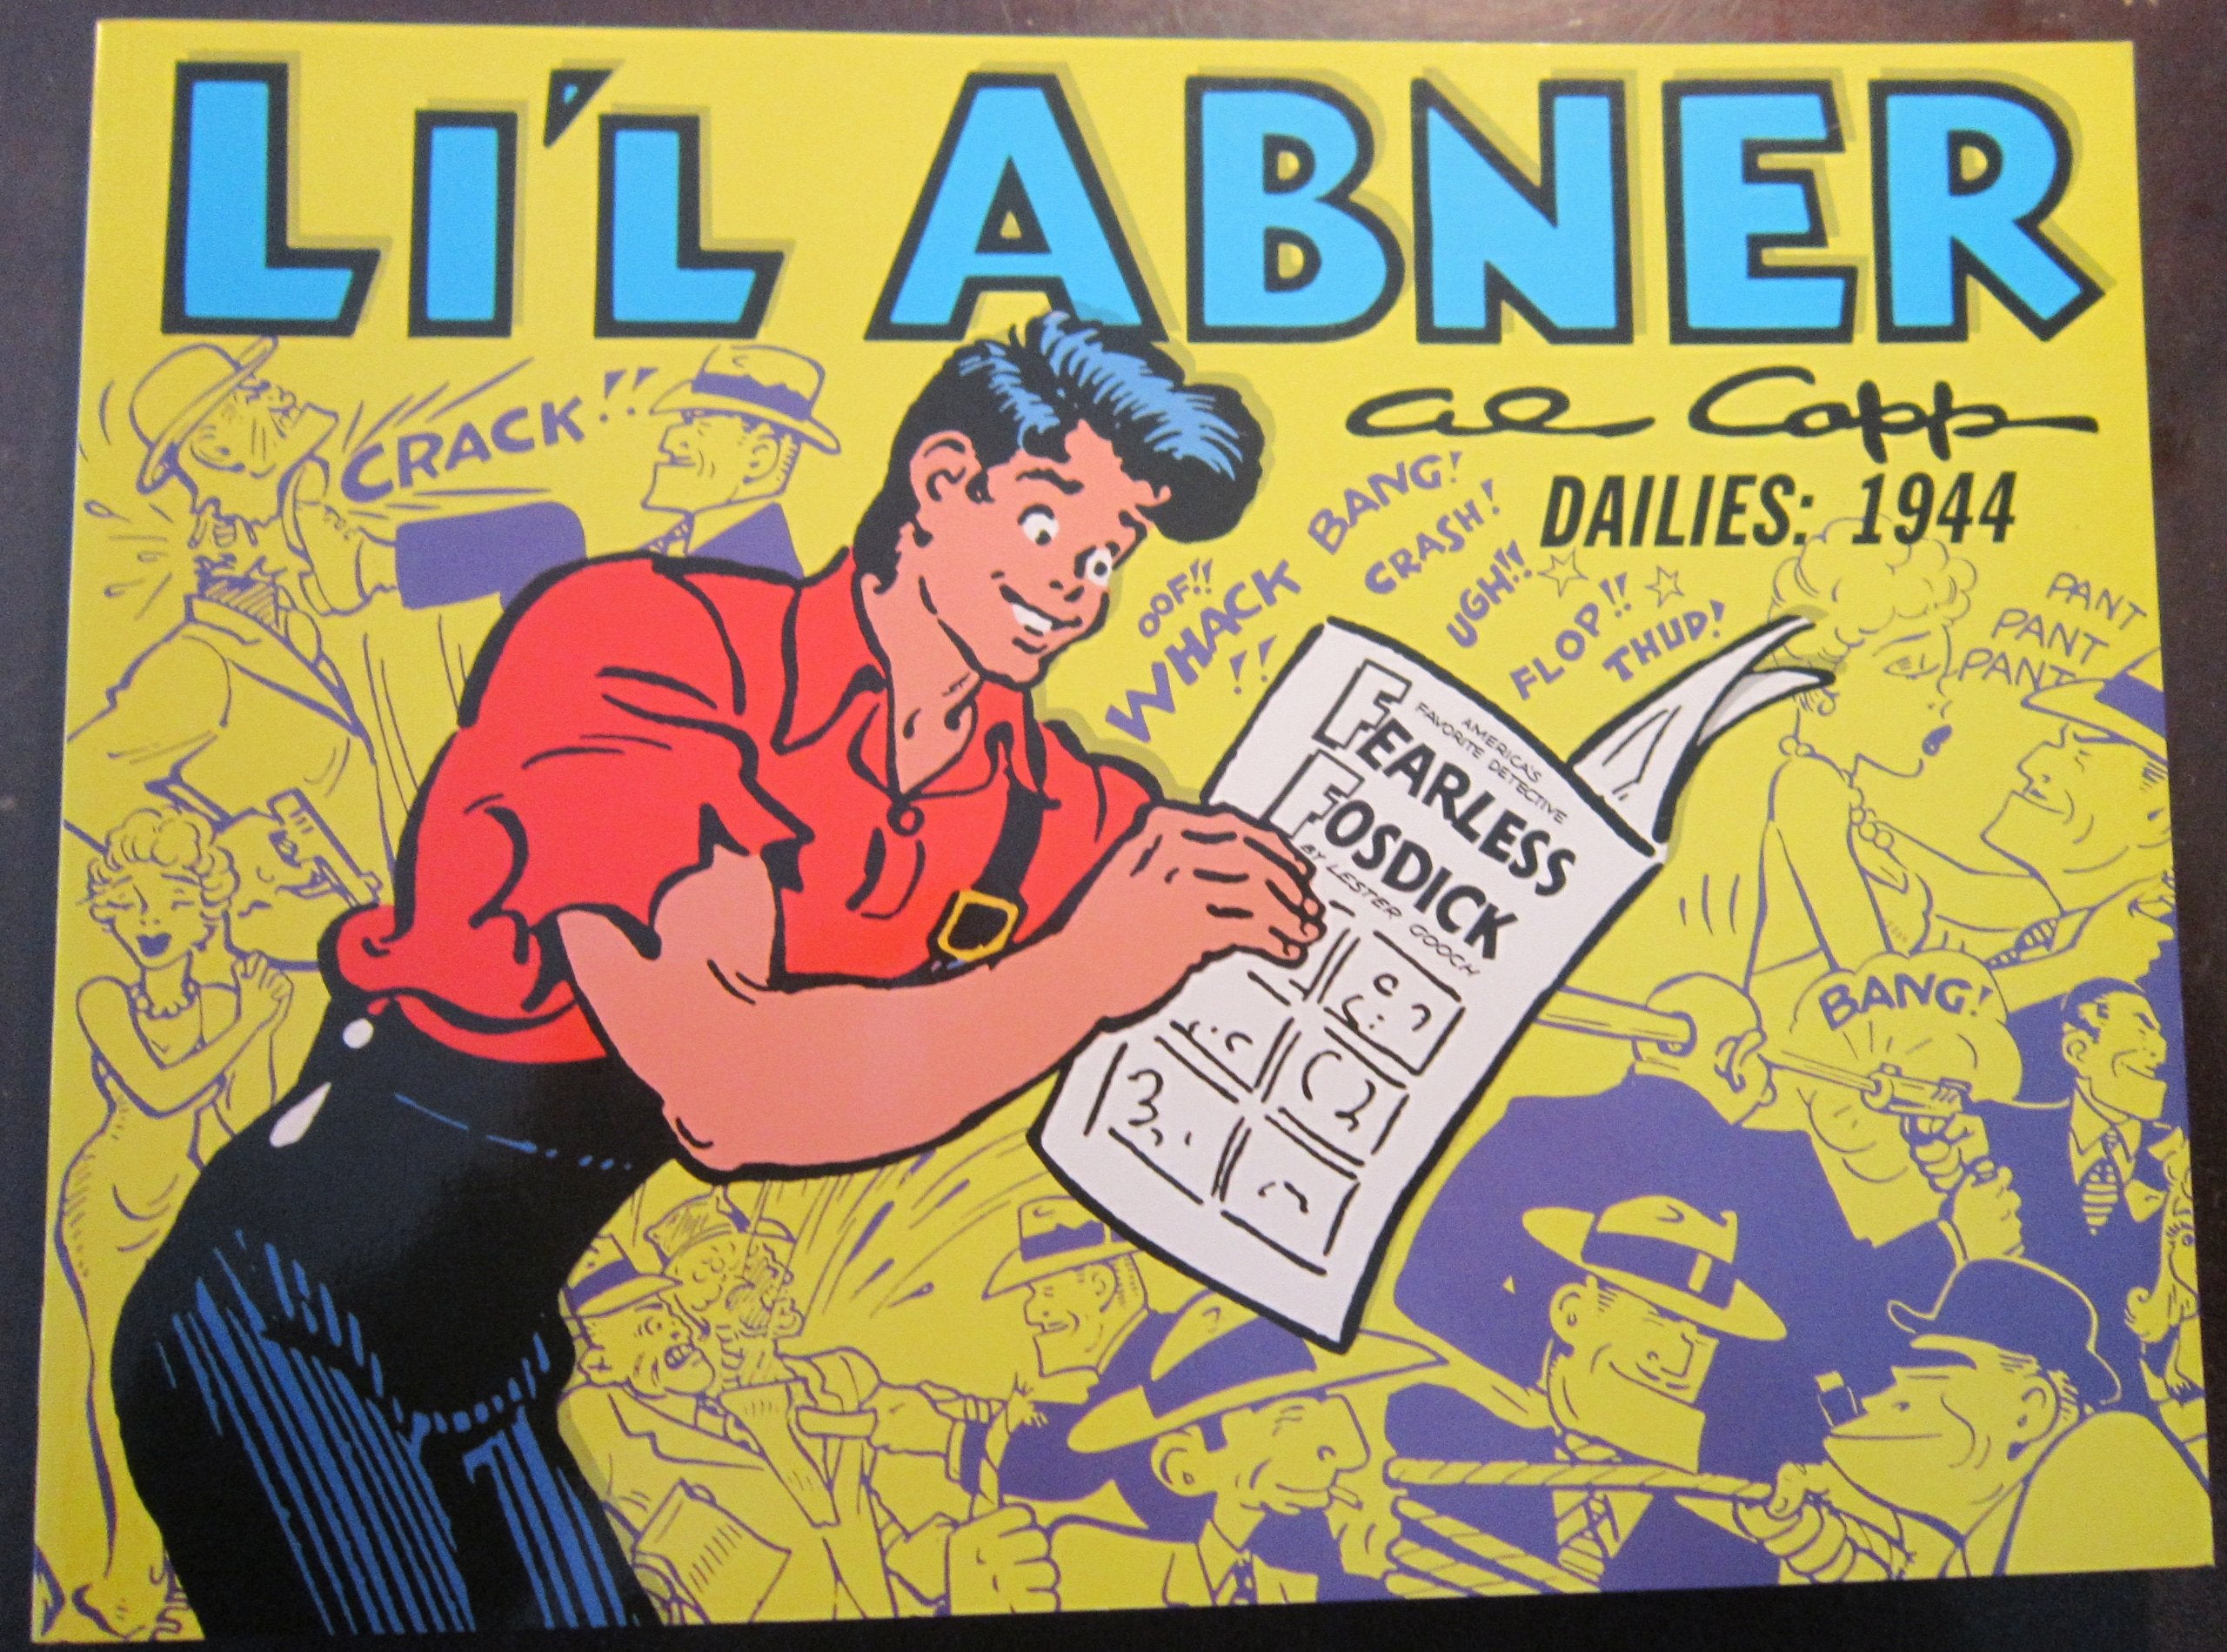 LI'L ABNER
al Capp
DAILIES: 1944
CRACK!!
OOF!!
WHACK
!!
BANG!
CRASH!
UGH!!
FLOP!!
THUD!
PANT
PANT
PANT
AMERICA'S
FAVORITE DETECTIVE
FEARLESS
FOSDICK
BY LESTER GOOCH
BANG!